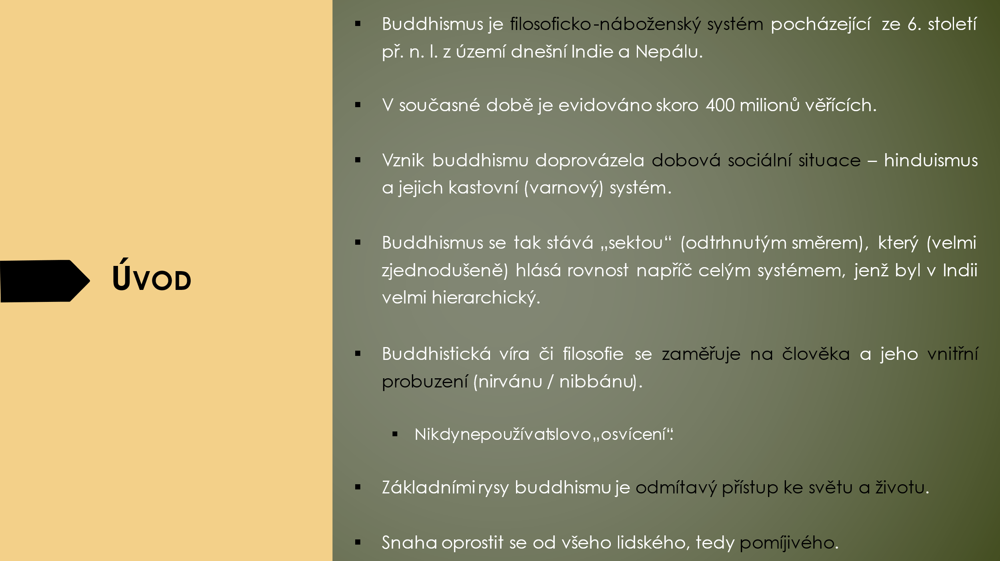 Úvod
▪ Buddhismus je filosoficko-náboženský systém pocházející ze 6. století
př. n. l. z území dnešní Indie a Nepálu.
▪ V současné době je evidováno skoro 400 milionů věřících.
▪ Vznik buddhismu doprovázela dobová sociální situace – hinduismus
a jejich kastovní (varnový) systém.
▪ Buddhismus se tak stává „sektou“ (odtrhnutým směrem), který (velmi
zjednodušeně) hlásá rovnost napříč celým systémem, jenž byl v Indii
velmi hierarchický.
▪ Buddhistická víra či filosofie se zaměřuje na člověka a jeho vnitřní
probuzení (nirvánu / nibbánu).
▪ Nikdy nepoužívat slovo „osvícení“.
▪ Základními rysy buddhismu je odmítavý přístup ke světu a životu.
▪ Snaha oprostit se od všeho lidského, tedy pomíjivého.